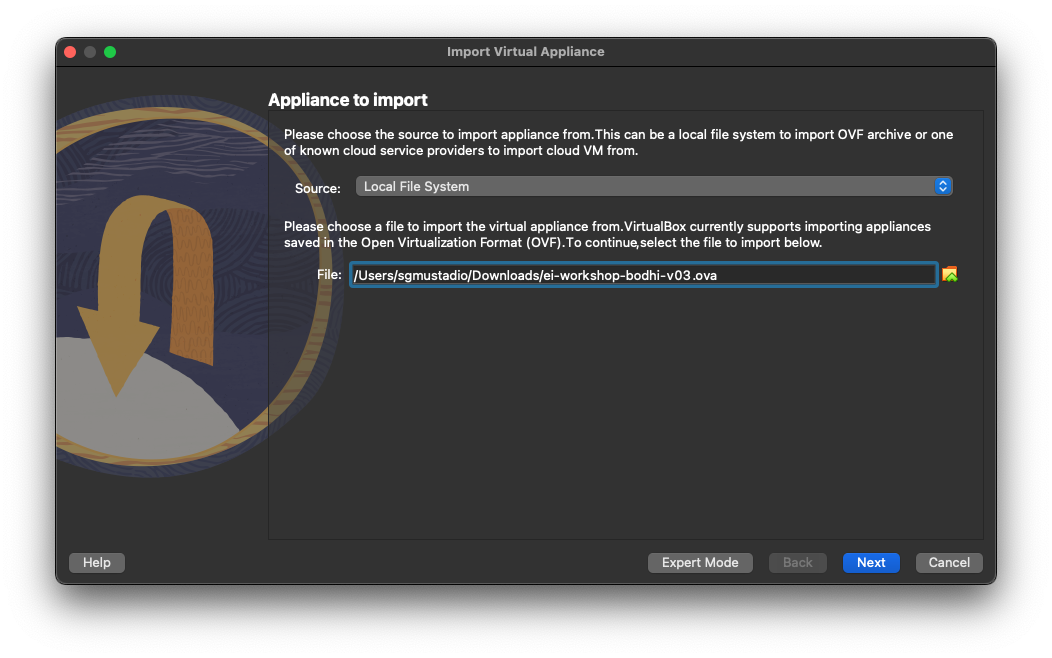 Import Virtual Appliance
Appliance to import
Please choose the source to import appliance from.This can be a local file system to import OVF archive or one
of known cloud service providers to import cloud VM from.
Source: Local File System
Please choose a file to import the virtual appliance from.VirtualBox currently supports importing appliances
saved in the Open Virtualization Format (OVF).To continue,select the file to import below.
File: /Users/sgmustadio/Downloads/ei-workshop-bodhi-v03.ova
Help Expert Mode Back Next Cancel